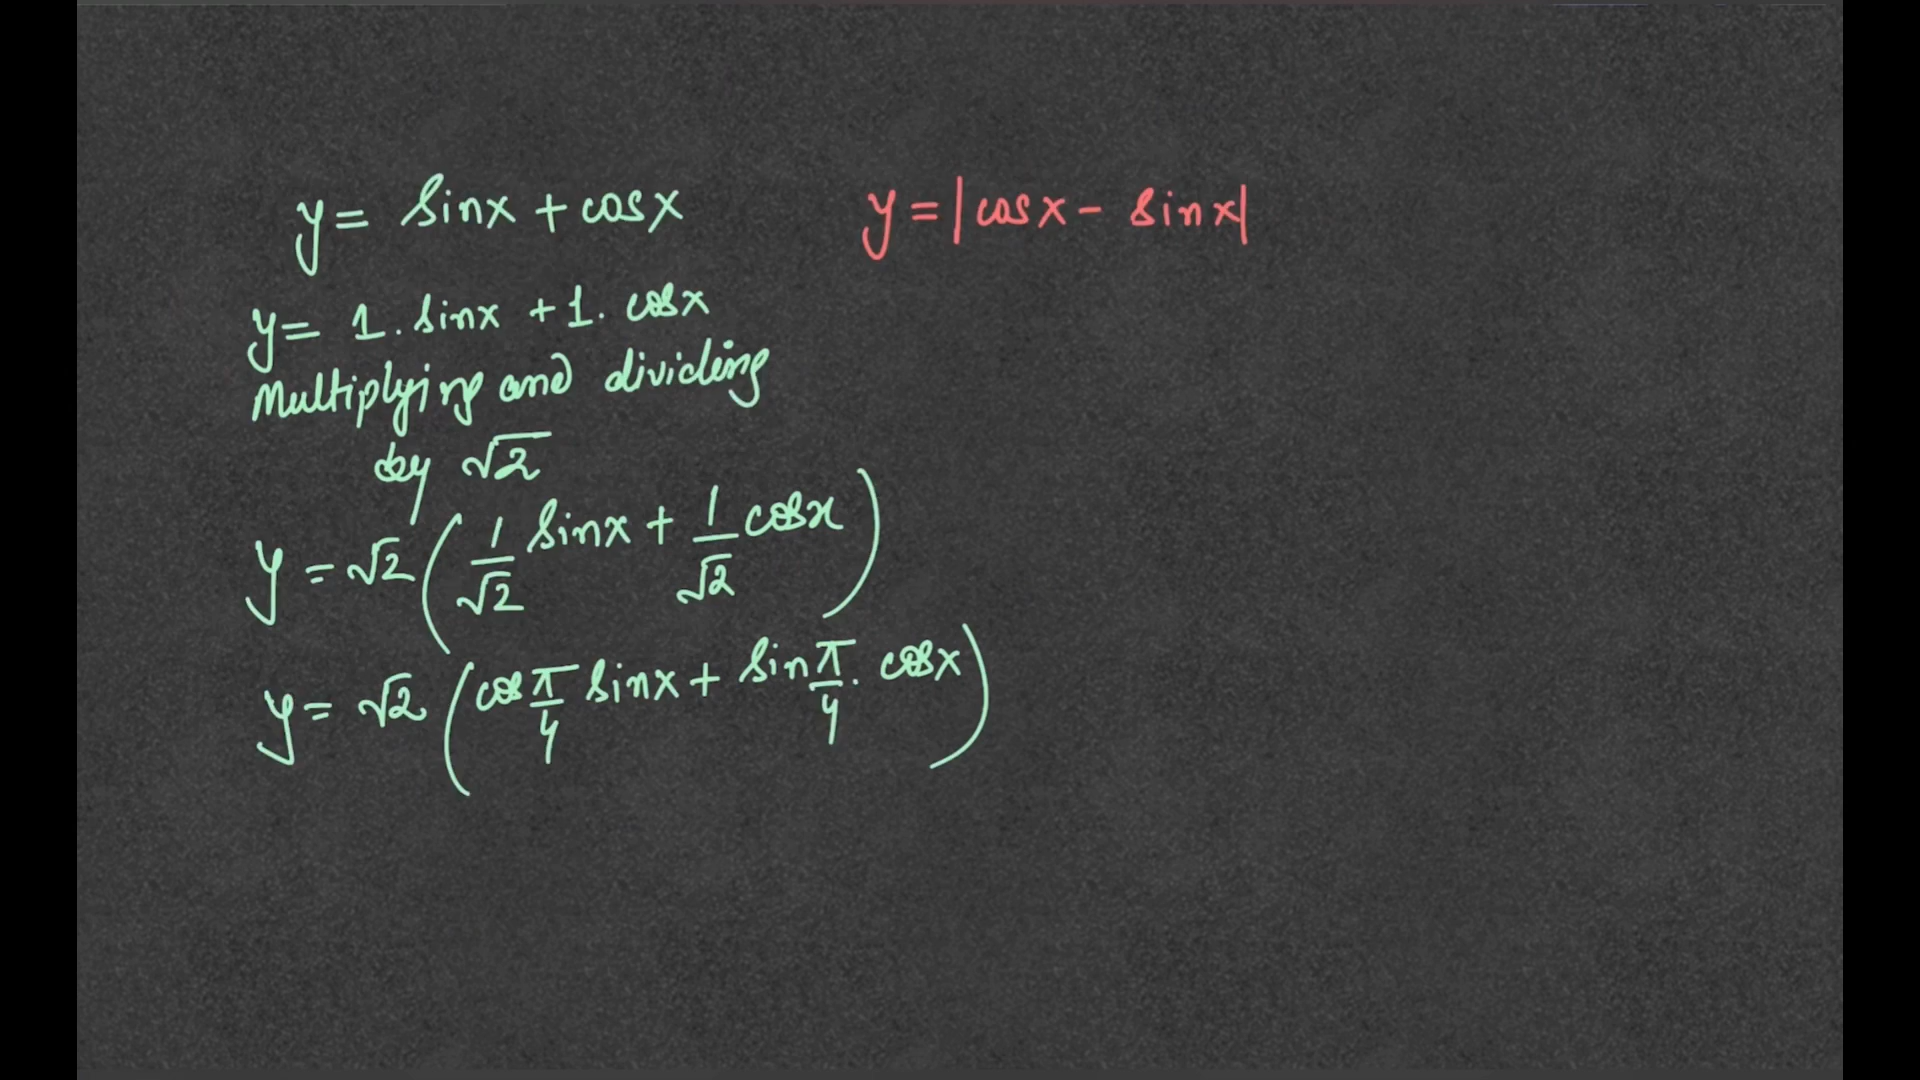 y = sinx + cosx
y = |cosx - sinx|
y = 1. sinx + 1. cosx
Multiplying and dividing
by √2
y = √2 (1/√2 sinx + 1/√2 cosx)
y = √2 (cos π/4 sinx + sin π/4 . cosx)